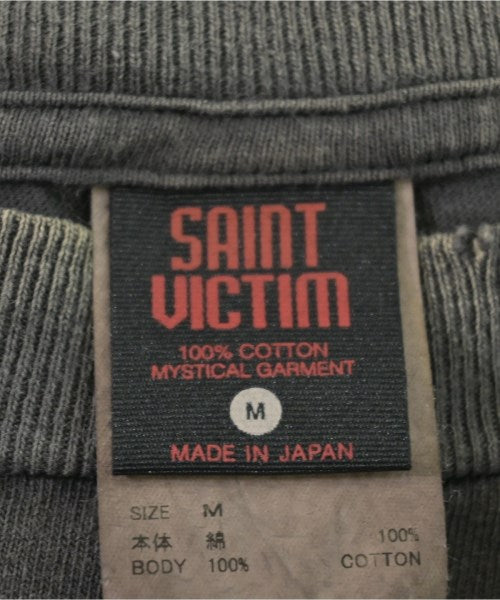 SAINT
VICTIM
100% COTTON
MYSTICAL GARMENT
M
MADE IN JAPAN
SIZE M
本体 綿 100%
BODY 100% COTTON